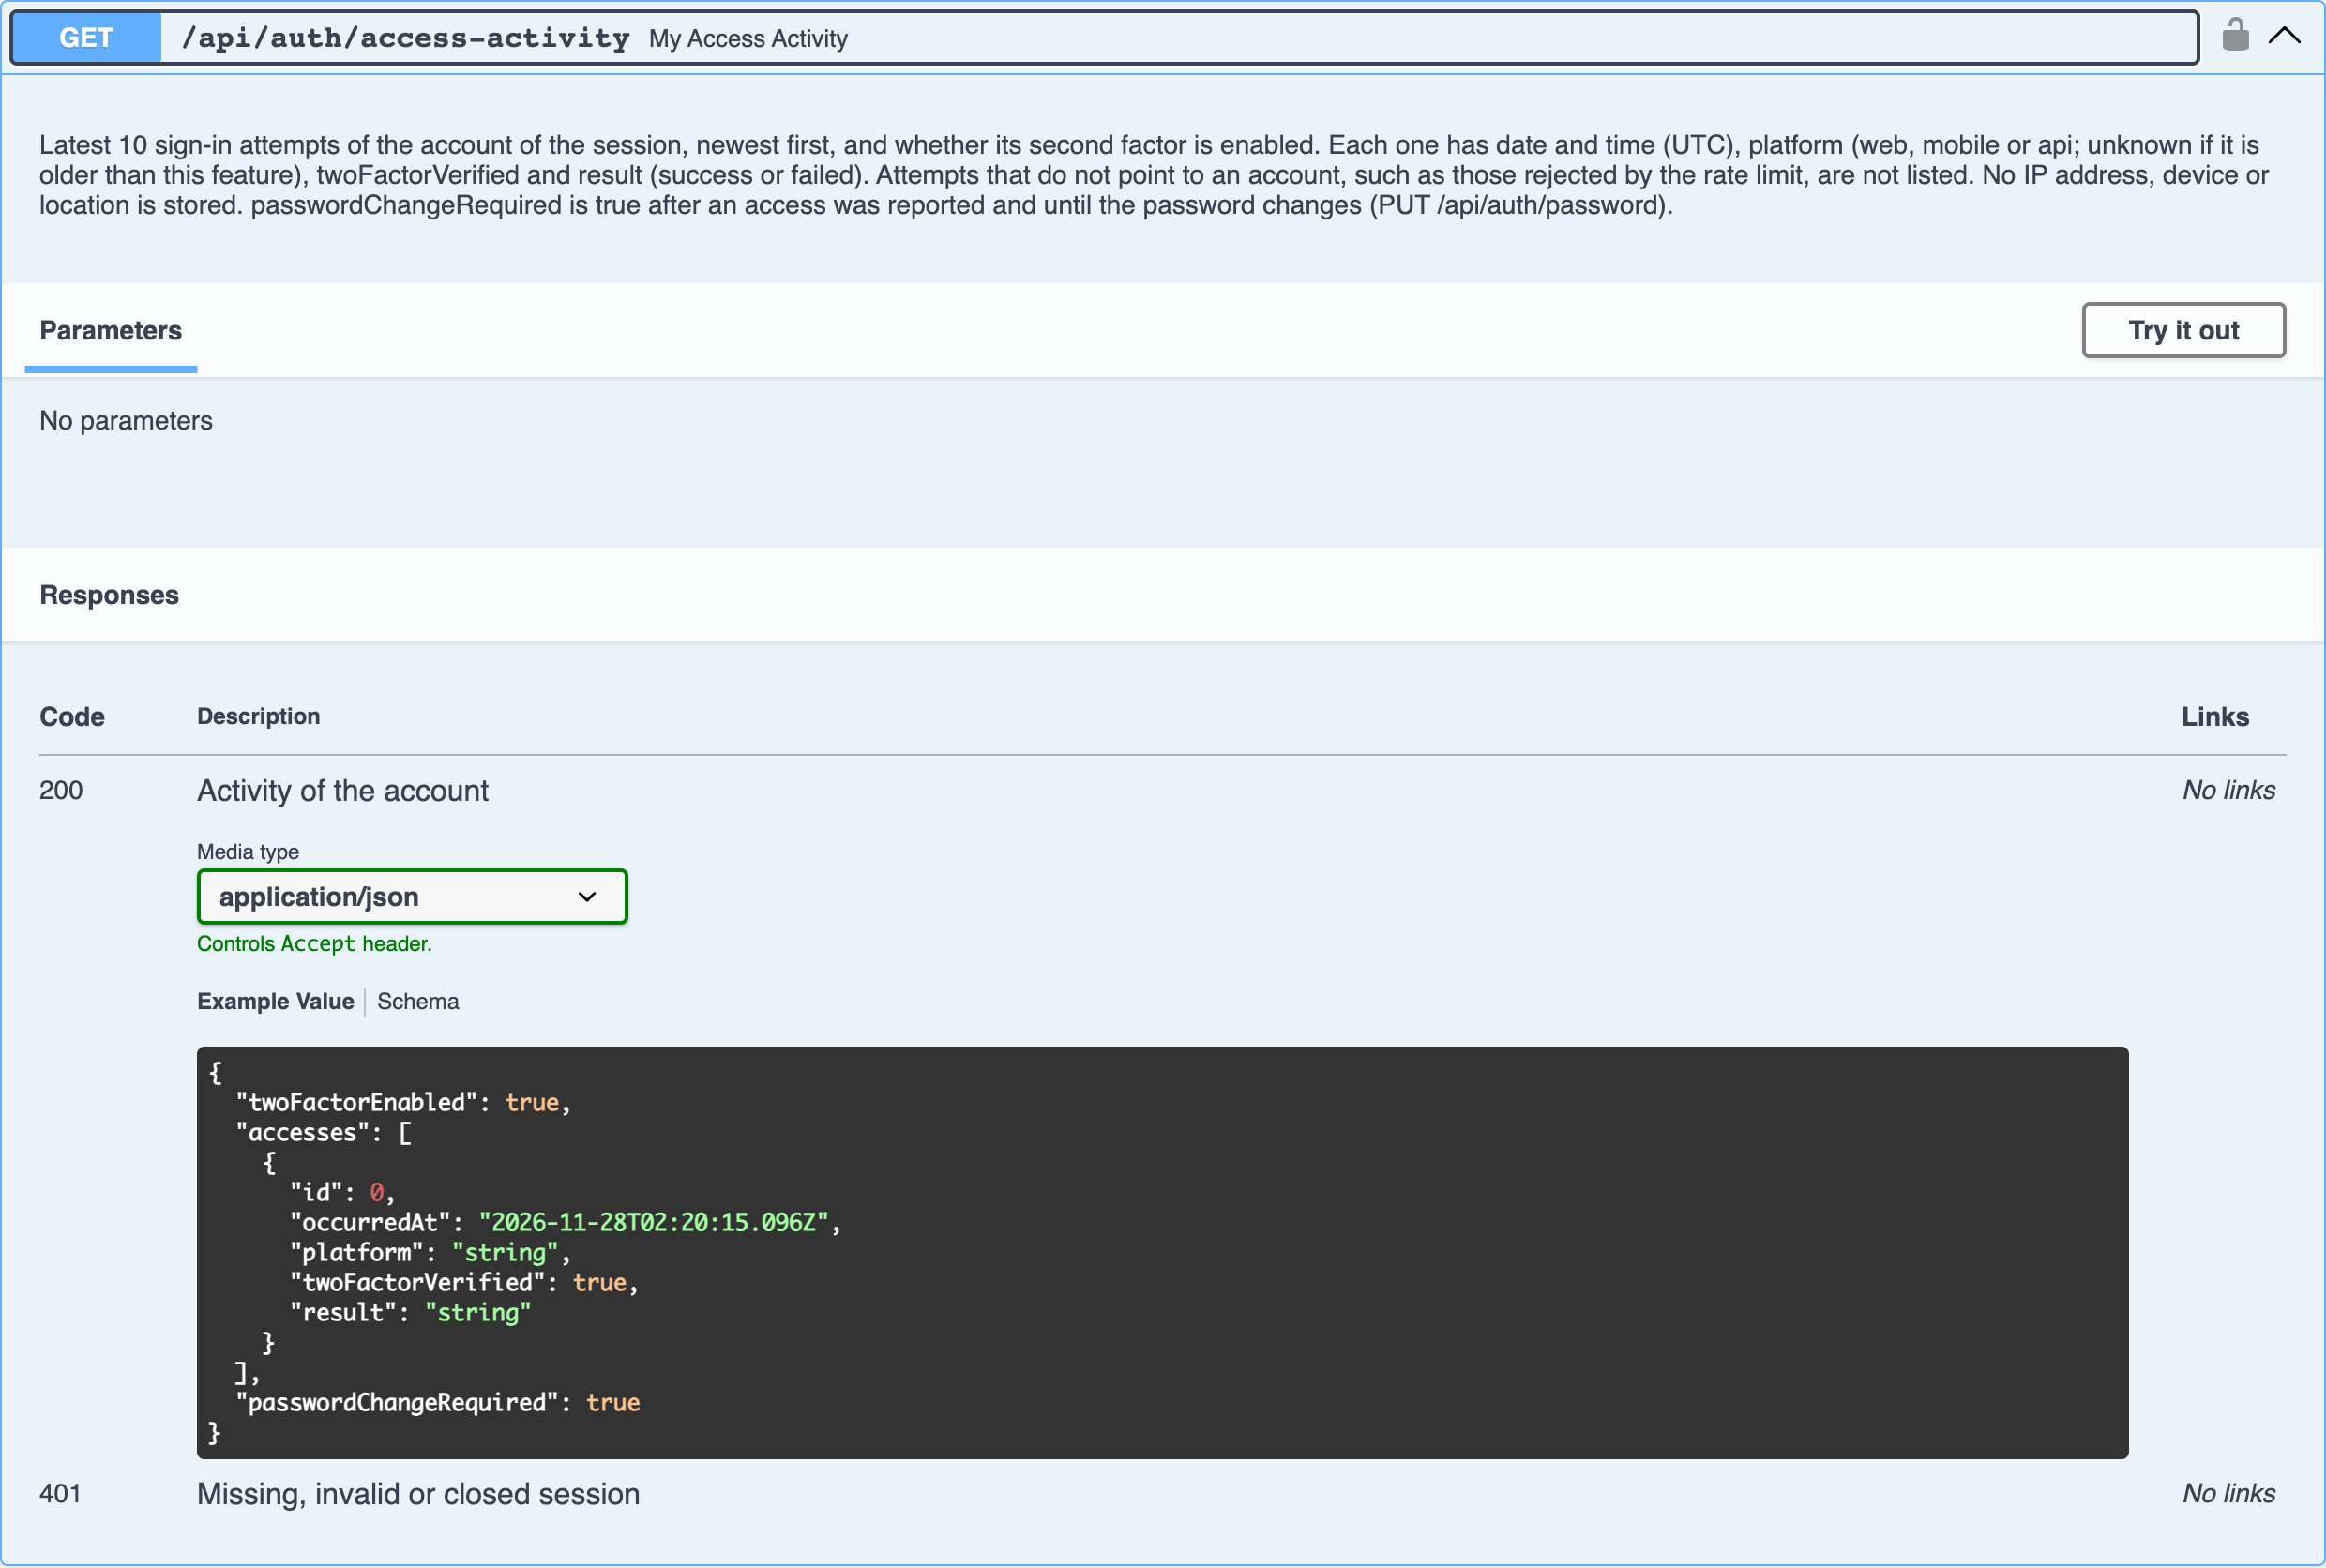 GET /api/auth/access-activity My Access Activity
Latest 10 sign-in attempts of the account of the session, newest first, and whether its second factor is enabled. Each one has date and time (UTC), platform (web, mobile or api; unknown if it is
older than this feature), twoFactorVerified and result (success or failed). Attempts that do not point to an account, such as those rejected by the rate limit, are not listed. No IP address, device or
location is stored. passwordChangeRequired is true after an access was reported and until the password changes (PUT /api/auth/password).
Parameters Try it out
No parameters
Responses
Code Description Links
200 Activity of the account No links
Media type
application/json
Controls Accept header.
Example Value Schema
{
  "twoFactorEnabled": true,
  "accesses": [
    {
      "id": 0,
      "occurredAt": "2026-11-28T02:20:15.096Z",
      "platform": "string",
      "twoFactorVerified": true,
      "result": "string"
    }
  ],
  "passwordChangeRequired": true
}
401 Missing, invalid or closed session No links